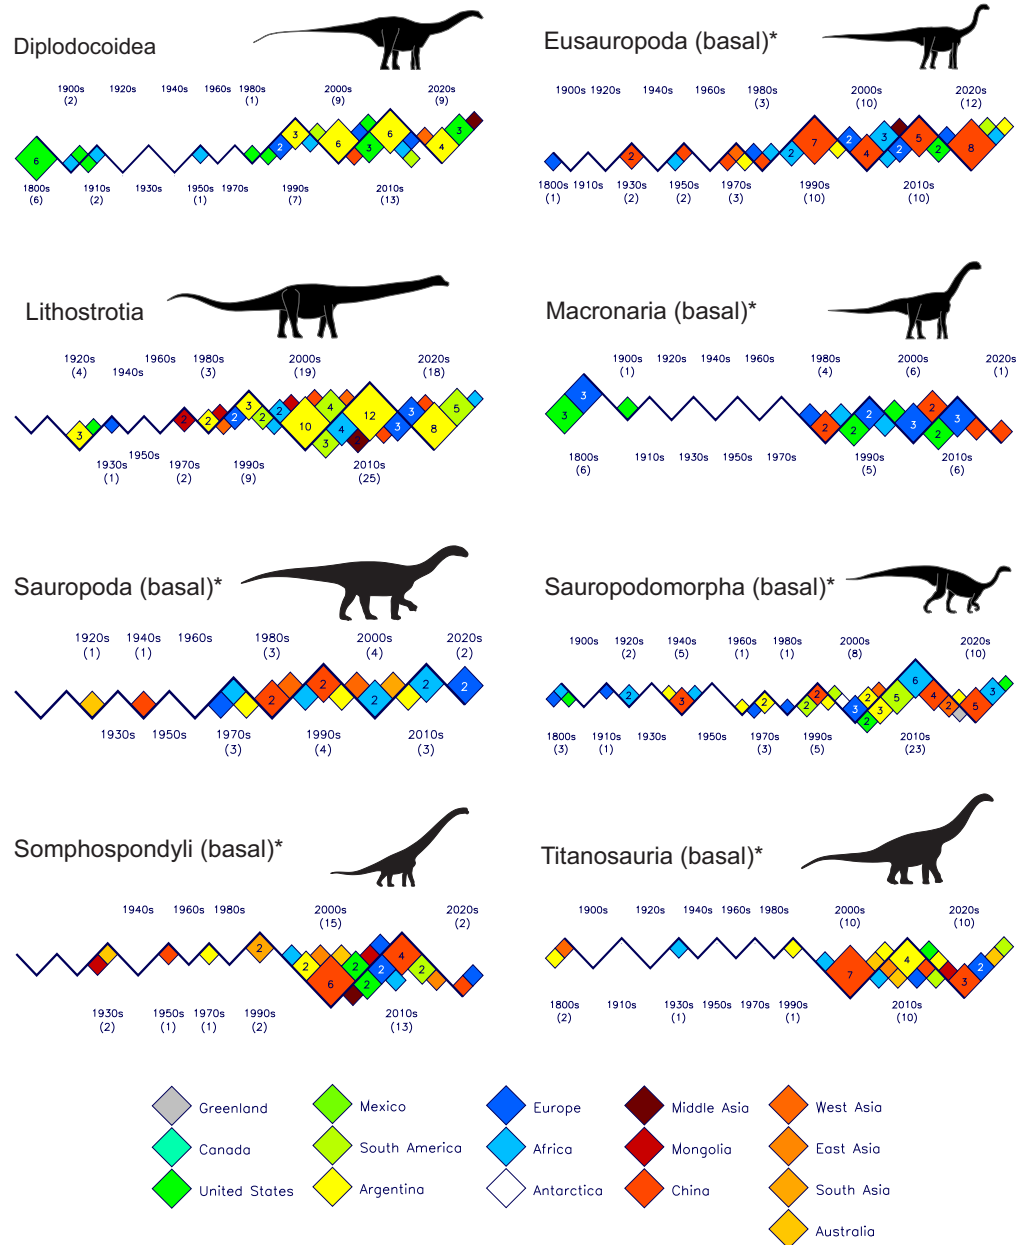 Diplodocoidea
1900s 1920s 1940s 1960s 1980s 2000s 2020s
(2) (1) (9) (9)
6 2 3 6 3 6 4 3
1800s 1910s 1930s 1950s 1970s 1990s 2010s
(6) (2) (1) (7) (13)
Eusauropoda (basal)*
1900s 1920s 1940s 1960s 1980s 2000s 2020s
(3) (10) (12)
2 2 2 2 2 7 2 4 3 2 5 2 8
1800s 1910s 1930s 1950s 1970s 1990s 2010s
(1) (2) (2) (3) (10) (10)
Lithostrotia
1920s 1940s 1960s 1980s 2000s 2020s
(4) (3) (19) (18)
3 2 2 2 3 2 2 10 3 4 4 2 12 3 3 8 5
1930s 1950s 1970s 1990s 2010s
(1) (2) (9) (25)
Macronaria (basal)*
1900s 1920s 1940s 1960s 1980s 2000s 2020s
(1) (4) (6) (1)
3 3 2 2 2 3 2 2 3
1800s 1910s 1930s 1950s 1970s 1990s 2010s
(6) (5) (6)
Sauropoda (basal)*
1920s 1940s 1960s 1980s 2000s 2020s
(1) (1) (3) (4) (2)
2 2 2 2 2
1930s 1950s 1970s 1990s 2010s
(3) (4) (3)
Sauropodomorpha (basal)*
1900s 1920s 1940s 1960s 1980s 2000s 2020s
(2) (5) (1) (1) (8) (10)
2 3 2 2 2 3 2 2 3 5 6 4 2 5 3
1800s 1910s 1930s 1950s 1970s 1990s 2010s
(3) (1) (3) (5) (23)
Somphospondyli (basal)*
1940s 1960s 1980s 2000s 2020s
(15) (2)
2 2 6 2 2 2 4 2
1930s 1950s 1970s 1990s 2010s
(2) (1) (1) (2) (13)
Titanosauria (basal)*
1900s 1920s 1940s 1960s 1980s 2000s 2020s
(10) (10)
7 4 3 2
1800s 1910s 1930s 1950s 1970s 1990s 2010s
(2) (1) (1) (10)
Greenland Mexico Europe Middle Asia West Asia
Canada South America Africa Mongolia East Asia
United States Argentina Antarctica China South Asia
Australia